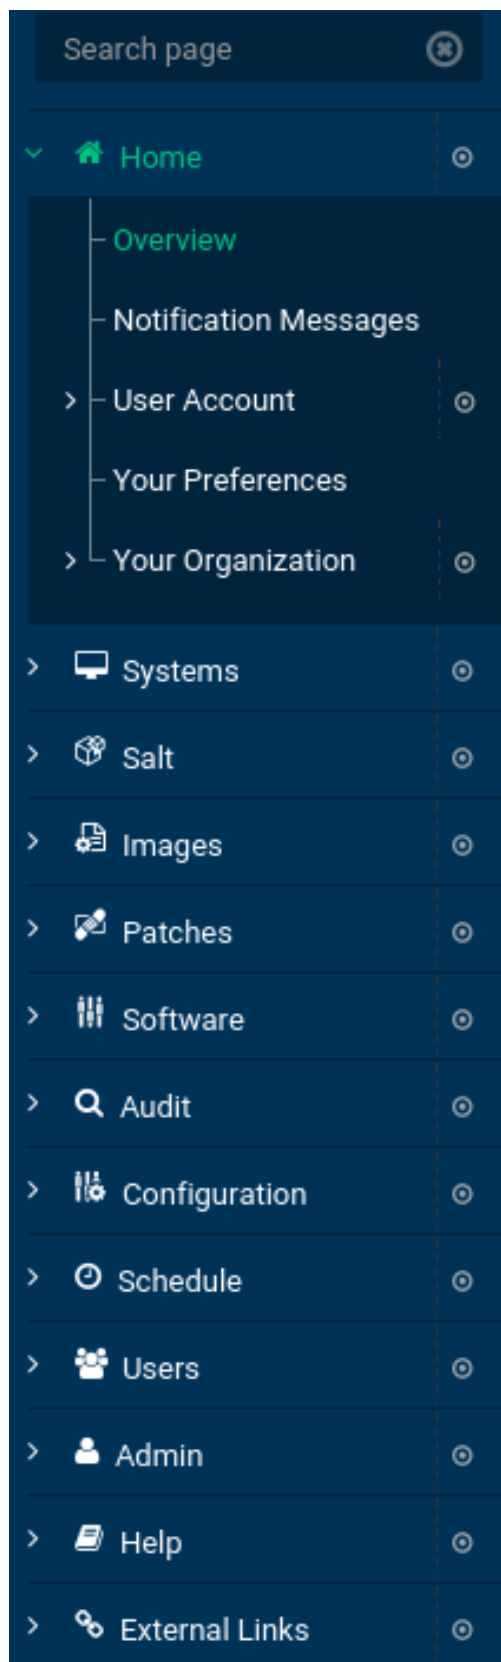 Search page
Home
Overview
Notification Messages
User Account
Your Preferences
Your Organization
Systems
Salt
Images
Patches
Software
Audit
Configuration
Schedule
Users
Admin
Help
External Links